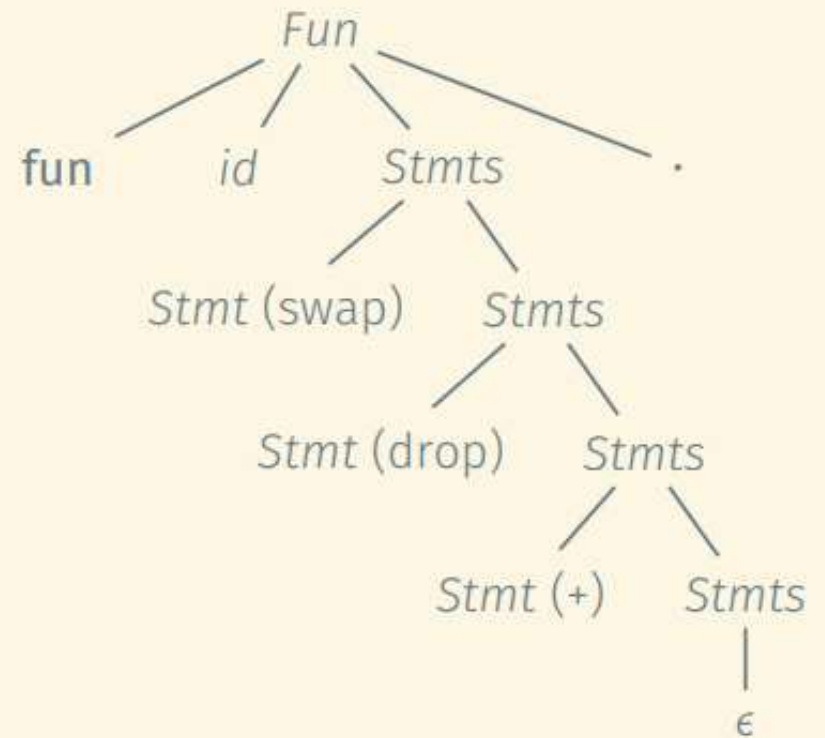 Fun
fun id Stmts .
Stmt (swap) Stmts
Stmt (drop) Stmts
Stmt (+) Stmts
ϵ